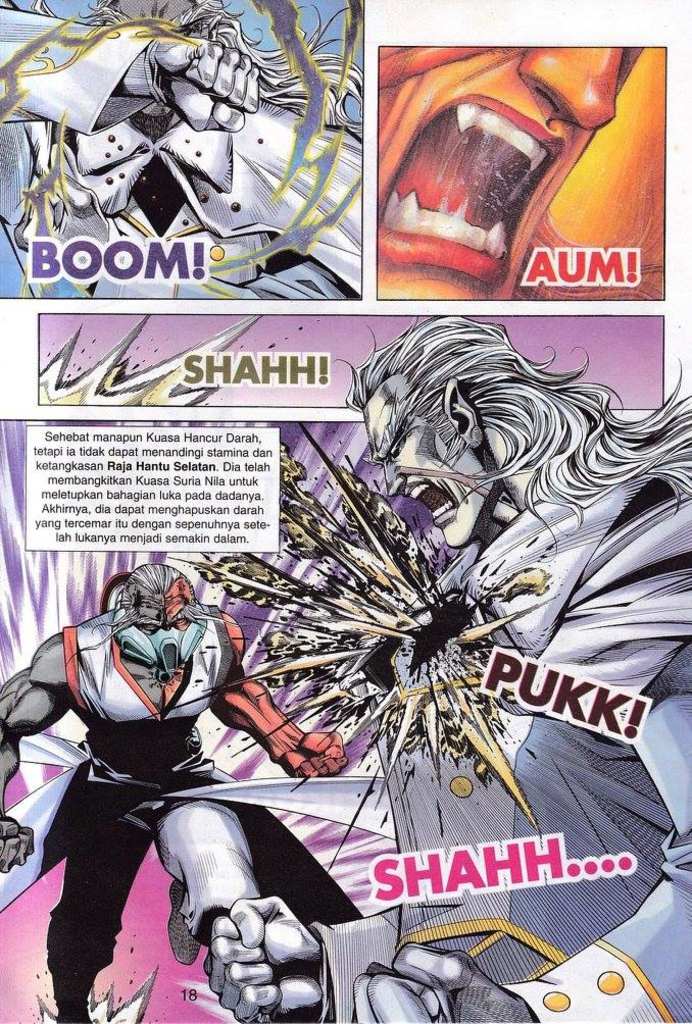 BOOM!
AUM!
SHAHH!
Sehebat manapun Kuasa Hancur Darah,
tetapi ia tidak dapat menandingi stamina dan
ketangkasan Raja Hantu Selatan. Dia telah
membangkitkan Kuasa Suria Nila untuk
meletupkan bahagian luka pada dadanya.
Akhirnya, dia dapat menghapuskan darah
yang tercemar itu dengan sepenuhnya sete-
lah lukanya menjadi semakin dalam.
PUKK!
SHAHH....
18